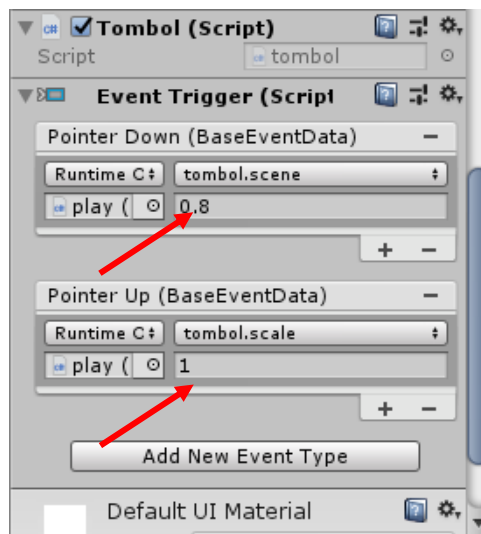 Tombol (Script)
Script tombol
Event Trigger (Script
Pointer Down (BaseEventData)
Runtime C tombol.scene
play ( 0.8
+ −
Pointer Up (BaseEventData)
Runtime C tombol.scale
play ( 1
+ −
Add New Event Type
Default UI Material